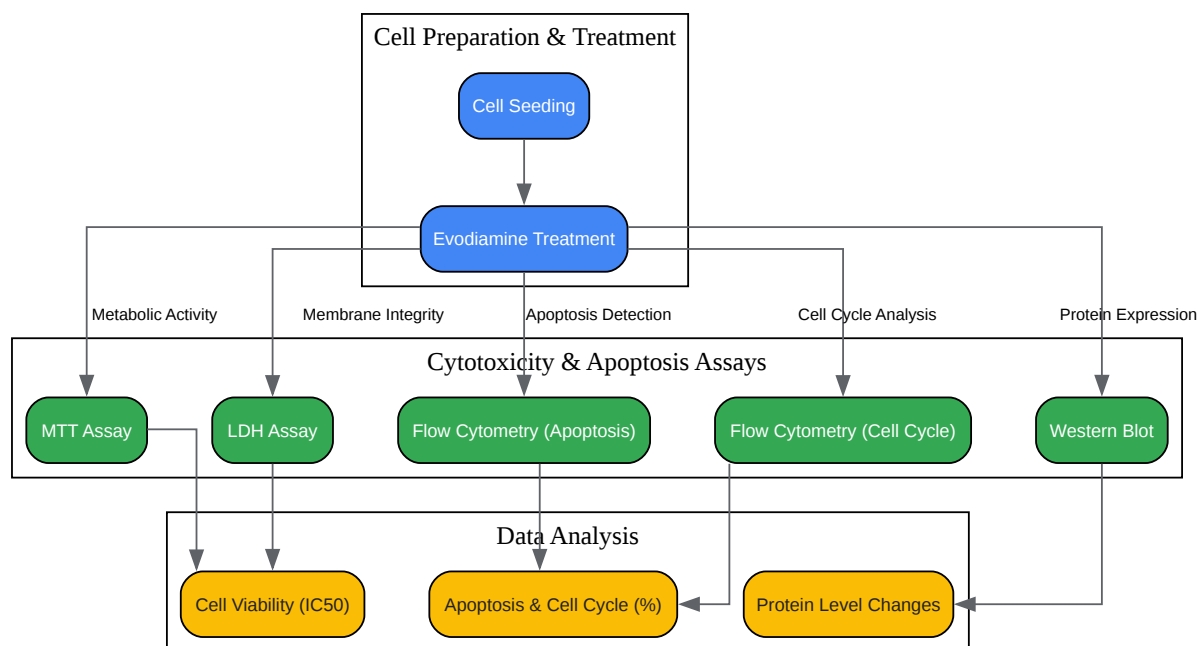 Cell Preparation & Treatment
Cell Seeding
Evodiamine Treatment
Metabolic Activity
Membrane Integrity
Apoptosis Detection
Cell Cycle Analysis
Protein Expression
Cytotoxicity & Apoptosis Assays
MTT Assay
LDH Assay
Flow Cytometry (Apoptosis)
Flow Cytometry (Cell Cycle)
Western Blot
Data Analysis
Cell Viability (IC50)
Apoptosis & Cell Cycle (%)
Protein Level Changes